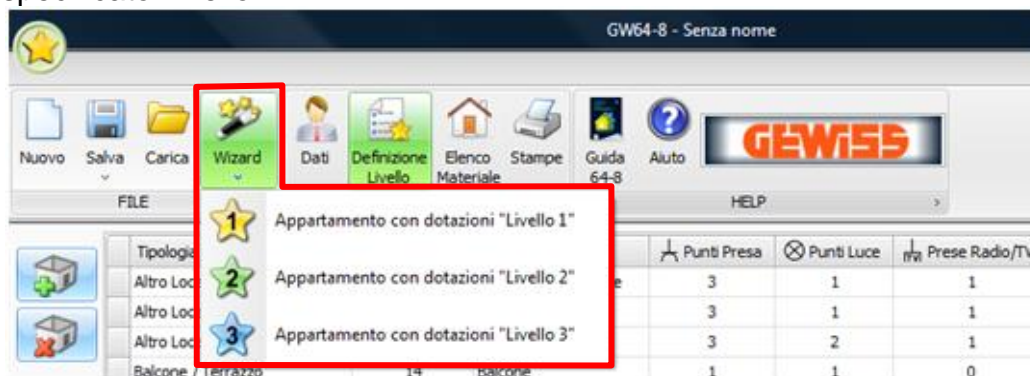 GW64-8 - Senza nome
Nuovo Salva Carica Wizard Dati Definizione Livello Elenco Materiale Stampe Guida 64-8 Aiuto GEWISS
FILE HELP
1 Appartamento con dotazioni "Livello 1"
2 Appartamento con dotazioni "Livello 2"
3 Appartamento con dotazioni "Livello 3"
Tipologia Punti Presa Punti Luce Prese Radio/TV
Altro Loc 3 1 1
Altro Loc 3 1 1
Altro Loc 3 2 1
Balcone / Terrazzo 14 Balcone 1 1 0